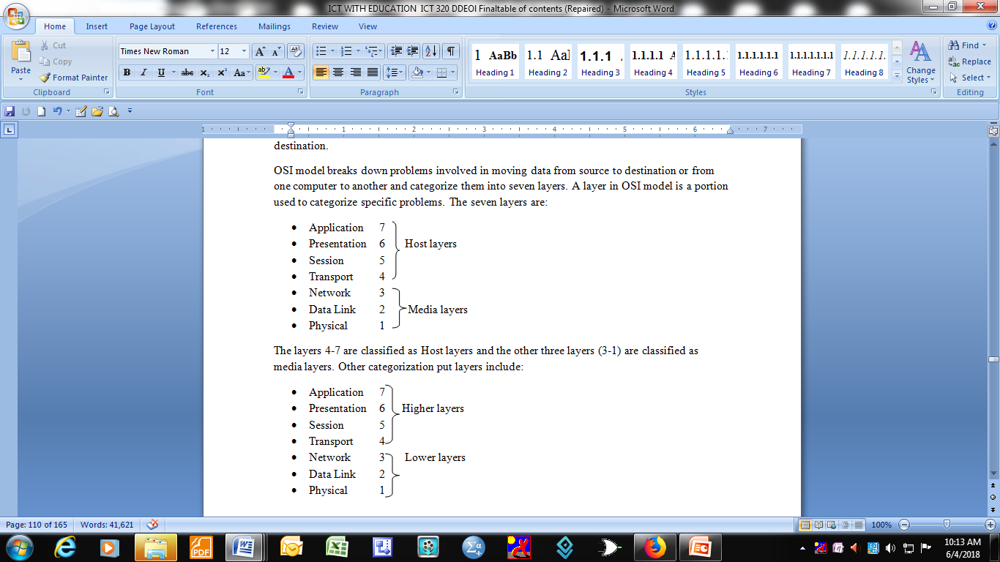 ICT WITH EDUCATION ICT 320 DDEOI Finaltable of contents (Repaired) - Microsoft Word
Home Insert Page Layout References Mailings Review View
Paste
Cut
Copy
Format Painter
Clipboard
Times New Roman 12
B I U abc x₂ x² Aa
Font
Paragraph
1 AaBb 1.1 AaI 1.1.1 1.1.1.1 A 1.1.1.1.1 1.1.1.1.1.1 1.1.1.1.1.1.1 1.1.1.1.1.
Heading 1 Heading 2 Heading 3 Heading 4 Heading 5 Heading 6 Heading 7 Heading 8
Change Styles
Styles
Find
Replace
Select
Editing
1 1 2 3 4 5 6 7
destination.
OSI model breaks down problems involved in moving data from source to destination or from
one computer to another and categorize them into seven layers. A layer in OSI model is a portion
used to categorize specific problems. The seven layers are:
• Application 7
• Presentation 6 Host layers
• Session 5
• Transport 4
• Network 3
• Data Link 2 Media layers
• Physical 1
The layers 4-7 are classified as Host layers and the other three layers (3-1) are classified as
media layers. Other categorization put layers include:
• Application 7
• Presentation 6 Higher layers
• Session 5
• Transport 4
• Network 3 Lower layers
• Data Link 2
• Physical 1
Page: 110 of 165 Words: 41,621 100%
PDF
10:13 AM
6/4/2018